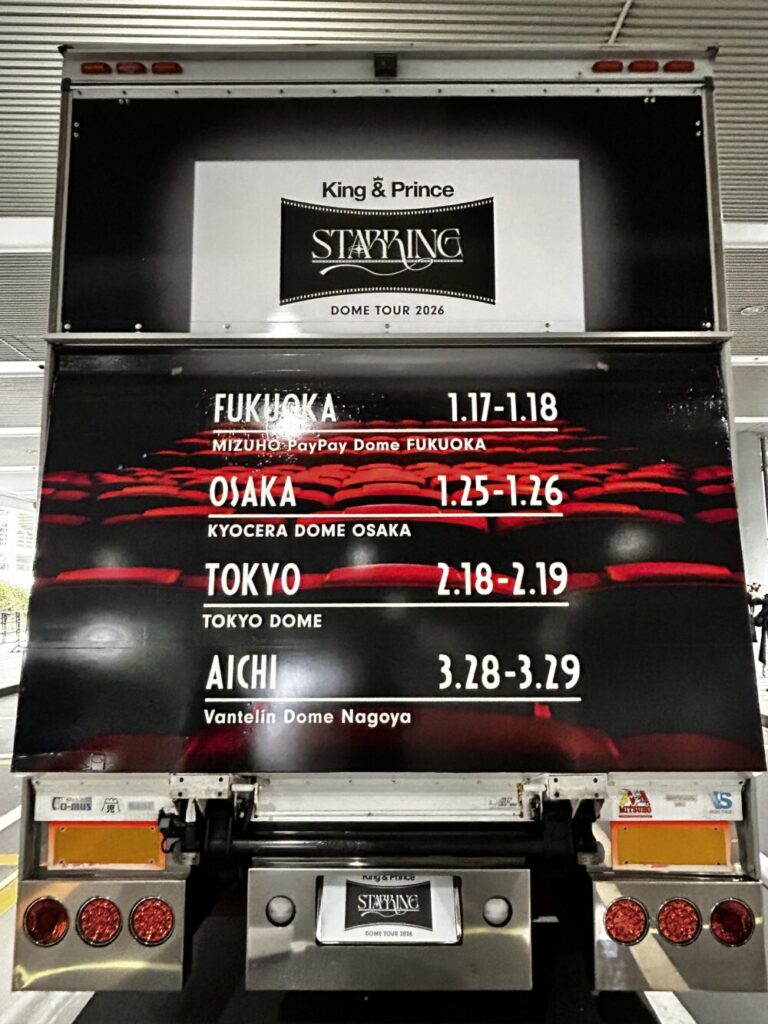 King & Prince
STARRING
DOME TOUR 2026
FUKUOKA 1.17-1.18
MIZUHO PayPay Dome FUKUOKA
OSAKA 1.25-1.26
KYOCERA DOME OSAKA
TOKYO 2.18-2.19
TOKYO DOME
AICHI 3.28-3.29
Vantelin Dome Nagoya
MITSUHO
King & Prince
STARRING
DOME TOUR 2026